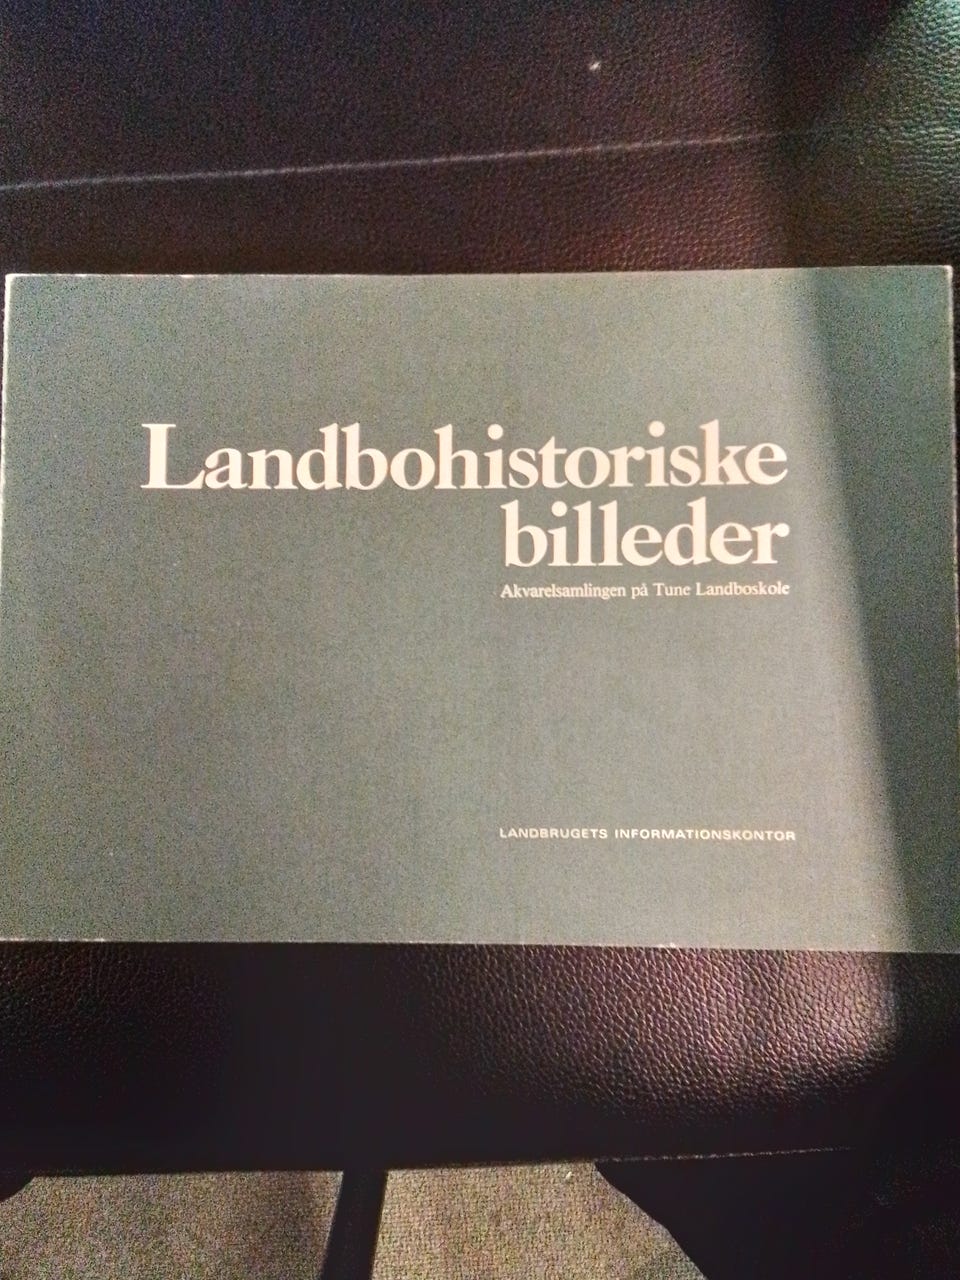 Landbohistoriske
billeder
Akvarelsamlingen på Tune Landboskole
LANDBRUGETS INFORMATIONSKONTOR